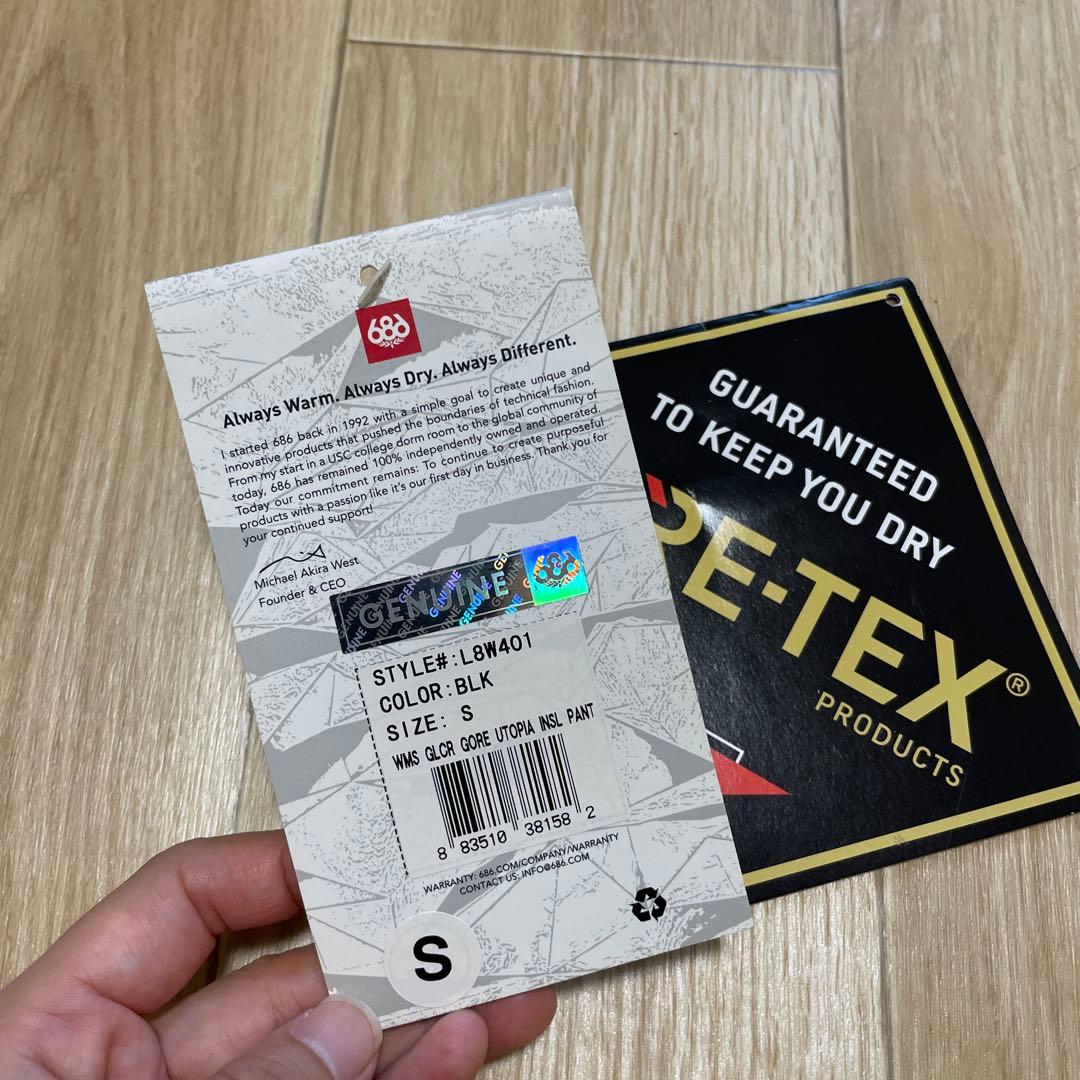 686
Always Warm. Always Dry. Always Different.
I started 686 back in 1992 with a simple goal to create unique and
innovative products that pushed the boundaries of technical fashion.
From my start in a USC college dorm room to the global community of
today, 686 has remained 100% independently owned and operated.
Today our commitment remains: To continue to create purposeful
products with a passion like it's our first day in business. Thank you for
your continued support!
Michael Akira West
Founder & CEO
GENUINE
GENUINE
GENUINE
686
STYLE#:L8W401
COLOR:BLK
SIZE: S
WMS GLCR GORE UTOPIA INSL PANT
8 83510 38158 2
WARRANTY: 686.COM/COMPANY/WARRANTY
CONTACT US: INFO@686.COM
S
GUARANTEED
TO KEEP YOU DRY
RE-TEX®
PRODUCTS